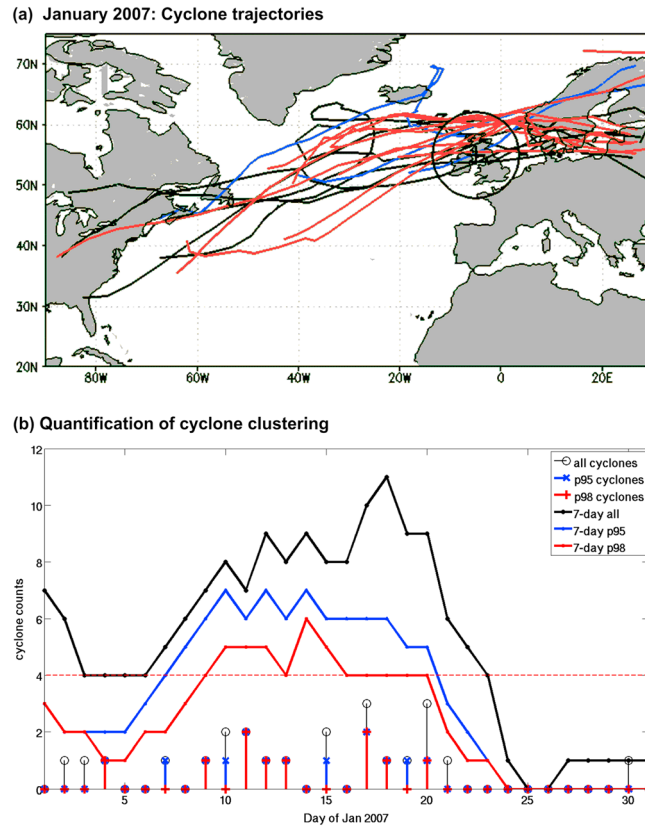 (a) January 2007: Cyclone trajectories
70N
60N
50N
40N
30N
20N
80W
60W
40W
20W
0
20E
(b) Quantification of cyclone clustering
12
10
8
6
4
2
0
cyclone counts
all cyclones
p95 cyclones
p98 cyclones
7-day all
7-day p95
7-day p98
5
10
15
20
25
30
Day of Jan 2007